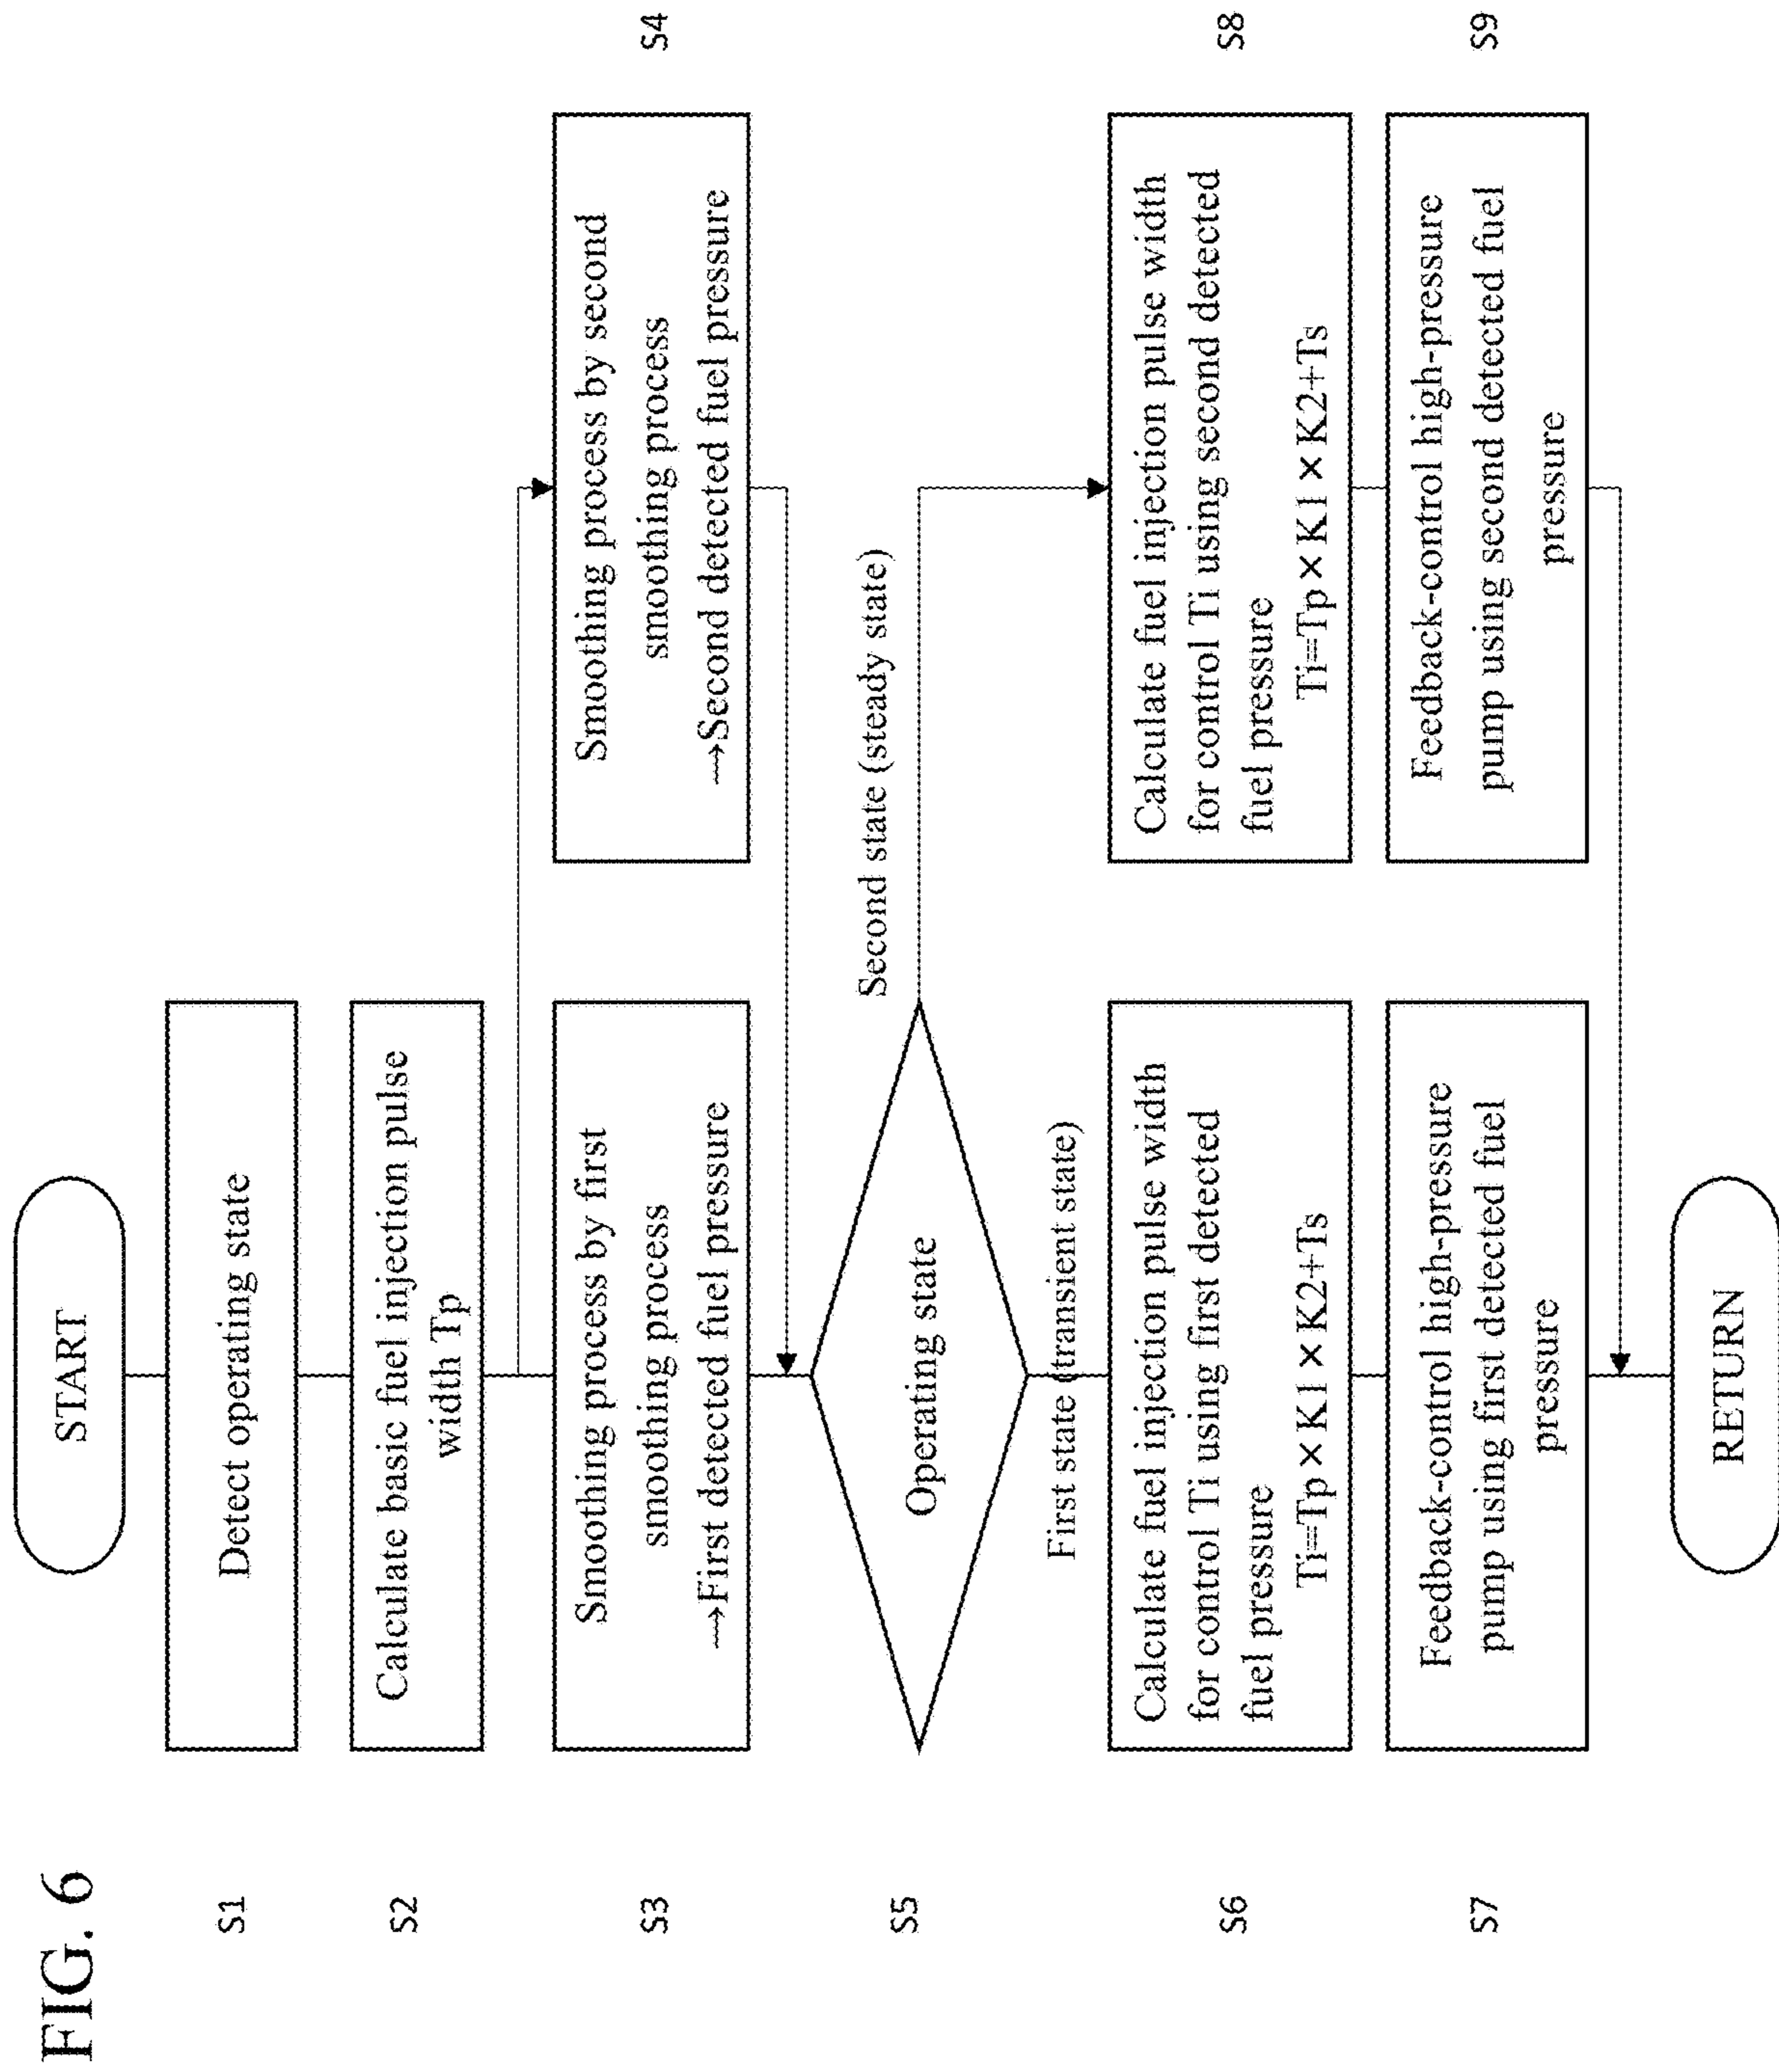 FIG. 6
START
S1
Detect operating state
S2
Calculate basic fuel injection pulse
width Tp
S3
Smoothing process by first
smoothing process
→First detected fuel pressure
S4
Smoothing process by second
smoothing process
→Second detected fuel pressure
S5
Operating state
Second state (steady state)
First state (transient state)
S6
Calculate fuel injection pulse width
for control Ti using first detected
fuel pressure
Ti=Tp×K1×K2+Ts
S8
Calculate fuel injection pulse width
for control Ti using second detected
fuel pressure
Ti=Tp×K1×K2+Ts
S7
Feedback-control high-pressure
pump using first detected fuel
pressure
S9
Feedback-control high-pressure
pump using second detected fuel
pressure
RETURN